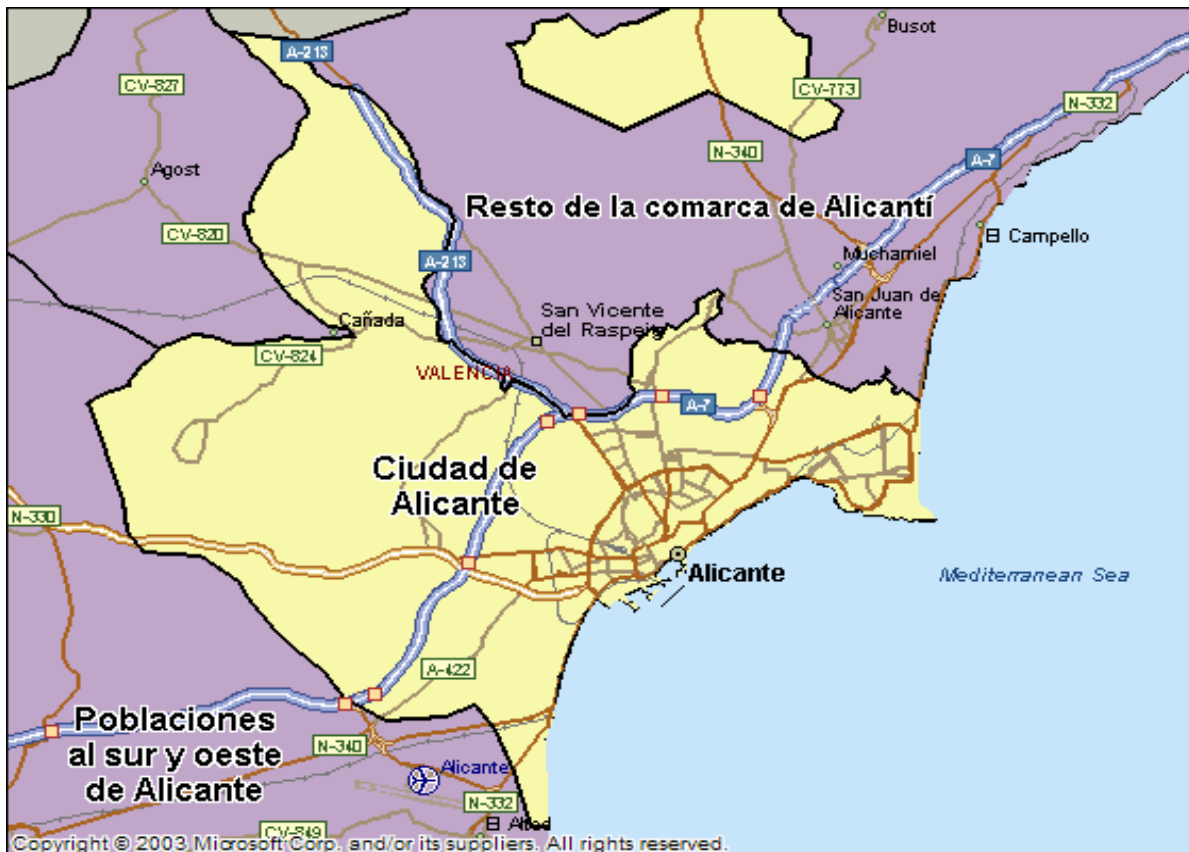 Busot
A-213
CV-827
CV-773
N-332
N-340
A-7
Agost
Resto de la comarca de Alicantí
CV-820
El Campello
A-213
Muchamiel
San Juan de
Alicante
San Vicente
del Raspeig
Cañada
CV-824
VALENCIA
A-7
Ciudad de
Alicante
N-330
Alicante
Mediterranean Sea
A-422
Poblaciones
al sur y oeste
de Alicante
N-340
Alicante
N-332
CV-849
El Altet
Copyright © 2003 Microsoft Corp. and/or its suppliers. All rights reserved.